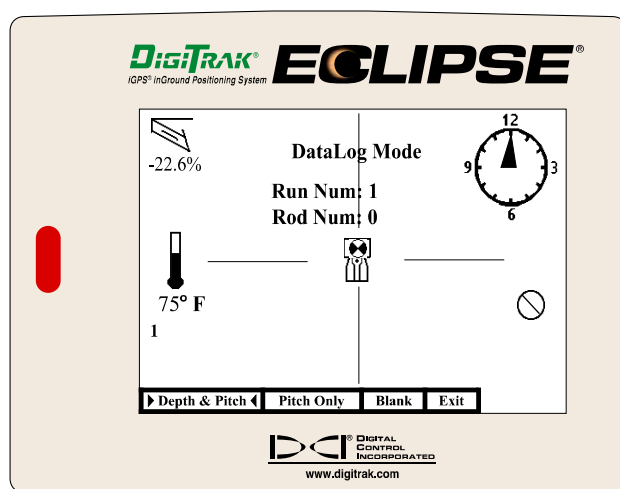 DIGITRAK® ECLIPSE®
iGPS® inGround Positioning System
-22.6%
DataLog Mode
Run Num: 1
Rod Num: 0
12
9
3
6
75° F
1
Depth & Pitch
Pitch Only
Blank
Exit
DCI® DIGITAL
CONTROL
INCORPORATED
www.digitrak.com